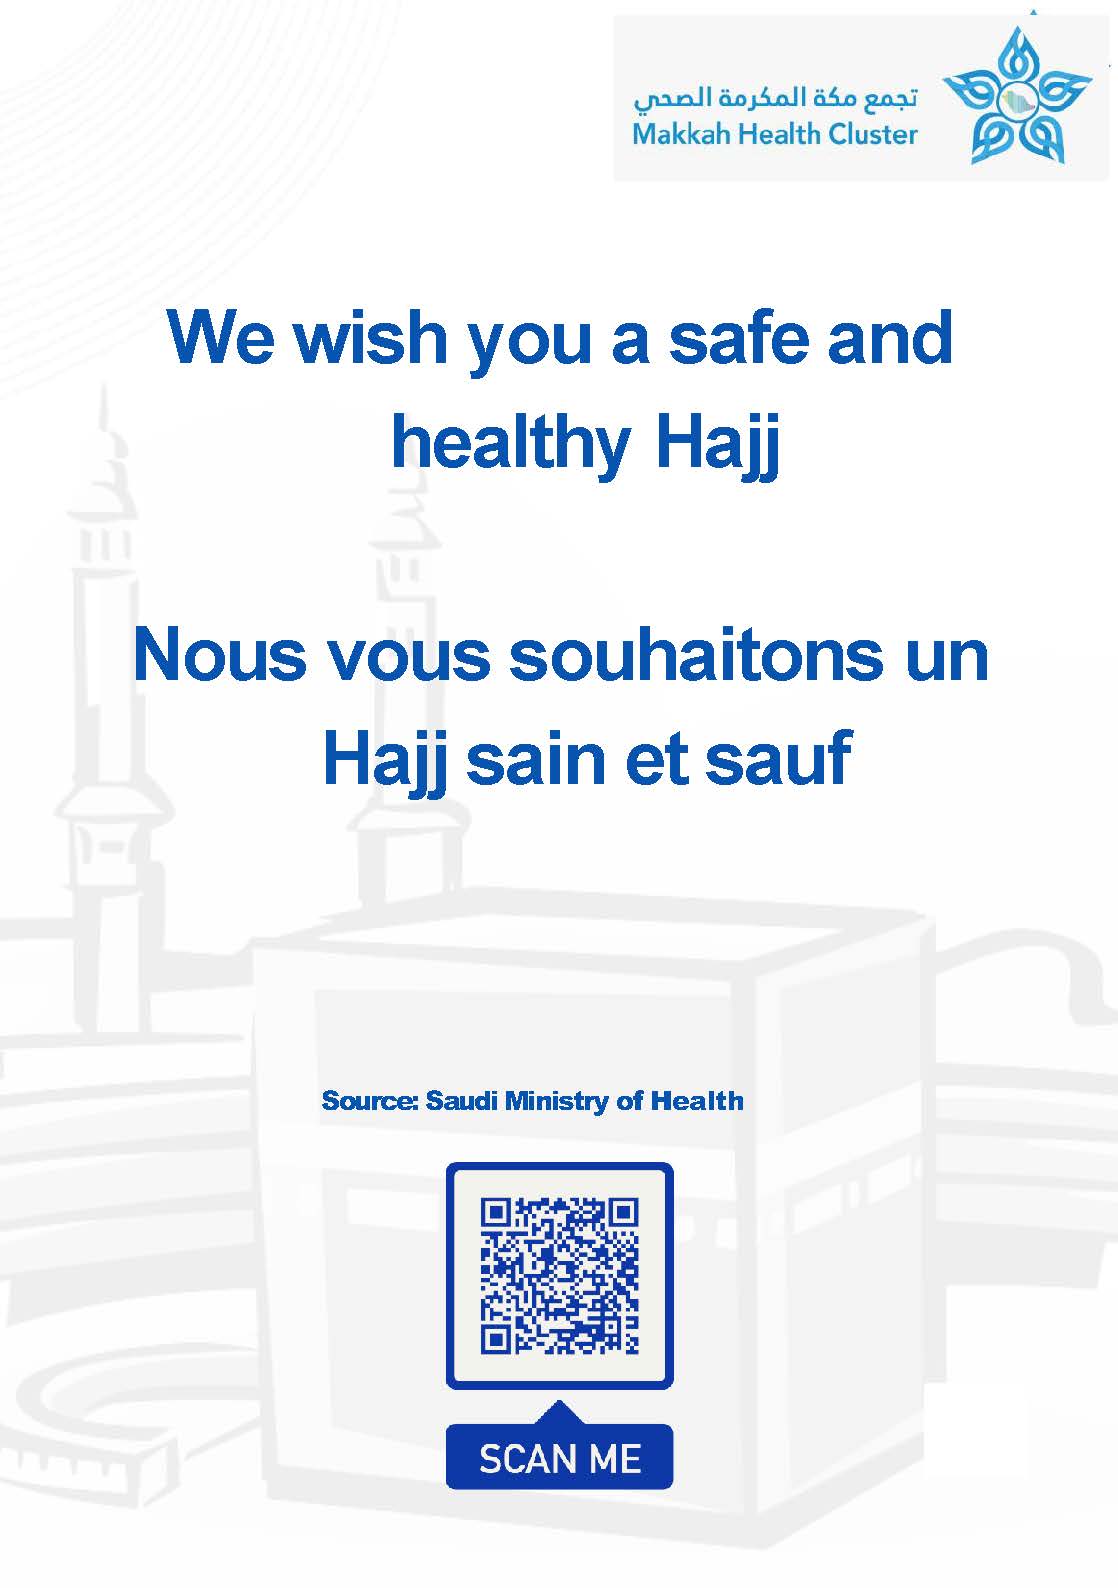 تجمع مكة المكرمة الصحي
Makkah Health Cluster
We wish you a safe and
healthy Hajj
Nous vous souhaitons un
Hajj sain et sauf
Source: Saudi Ministry of Health
SCAN ME